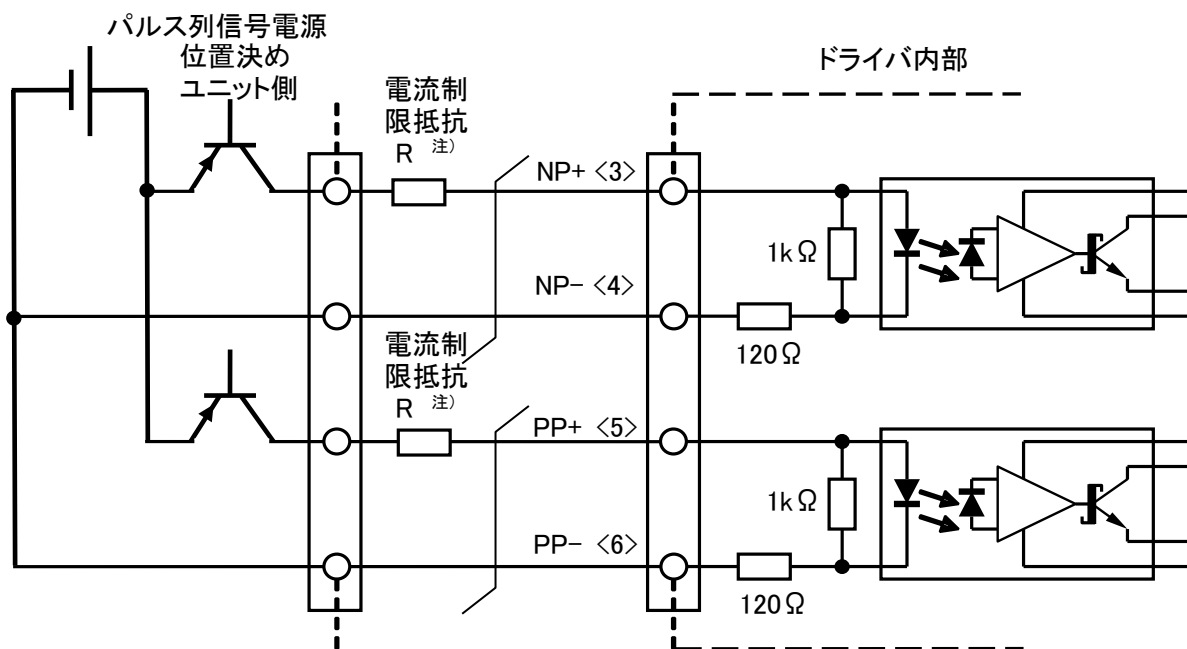 パルス列信号電源
位置決め
ユニット側
ドライバ内部
電流制
限抵抗
R 注)
NP+ <3>
1kΩ
NP- <4>
120Ω
電流制
限抵抗
R 注)
PP+ <5>
1kΩ
PP- <6>
120Ω